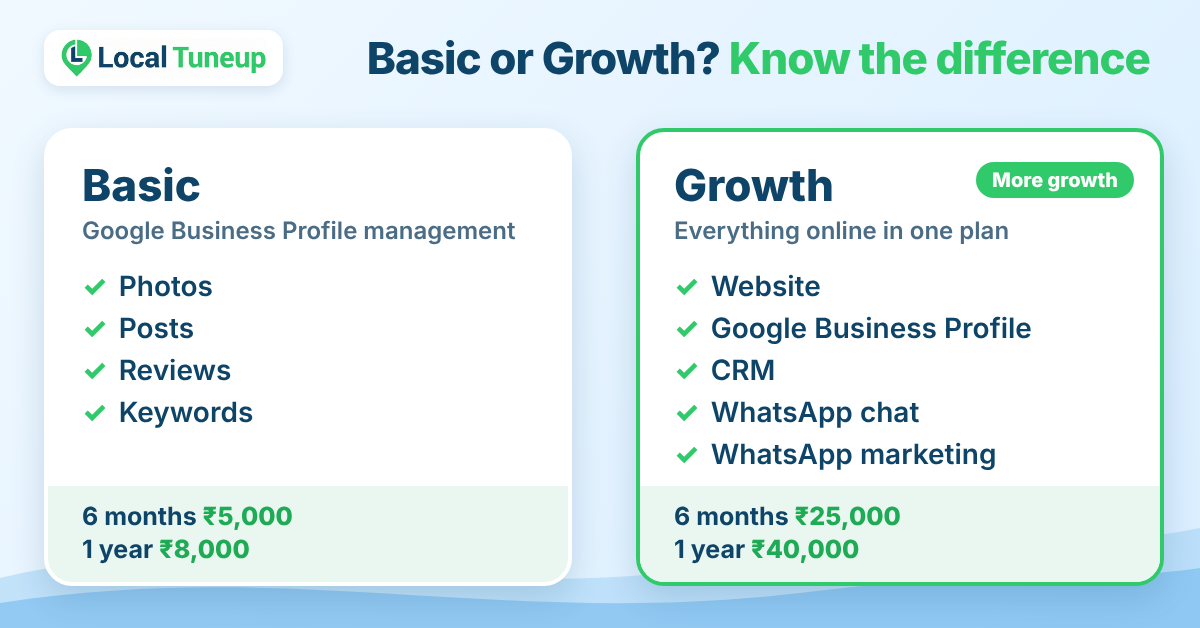 Local Tuneup
Basic or Growth? Know the difference
Basic
Google Business Profile management
Photos
Posts
Reviews
Keywords
6 months ₹5,000
1 year ₹8,000
Growth
More growth
Everything online in one plan
Website
Google Business Profile
CRM
WhatsApp chat
WhatsApp marketing
6 months ₹25,000
1 year ₹40,000